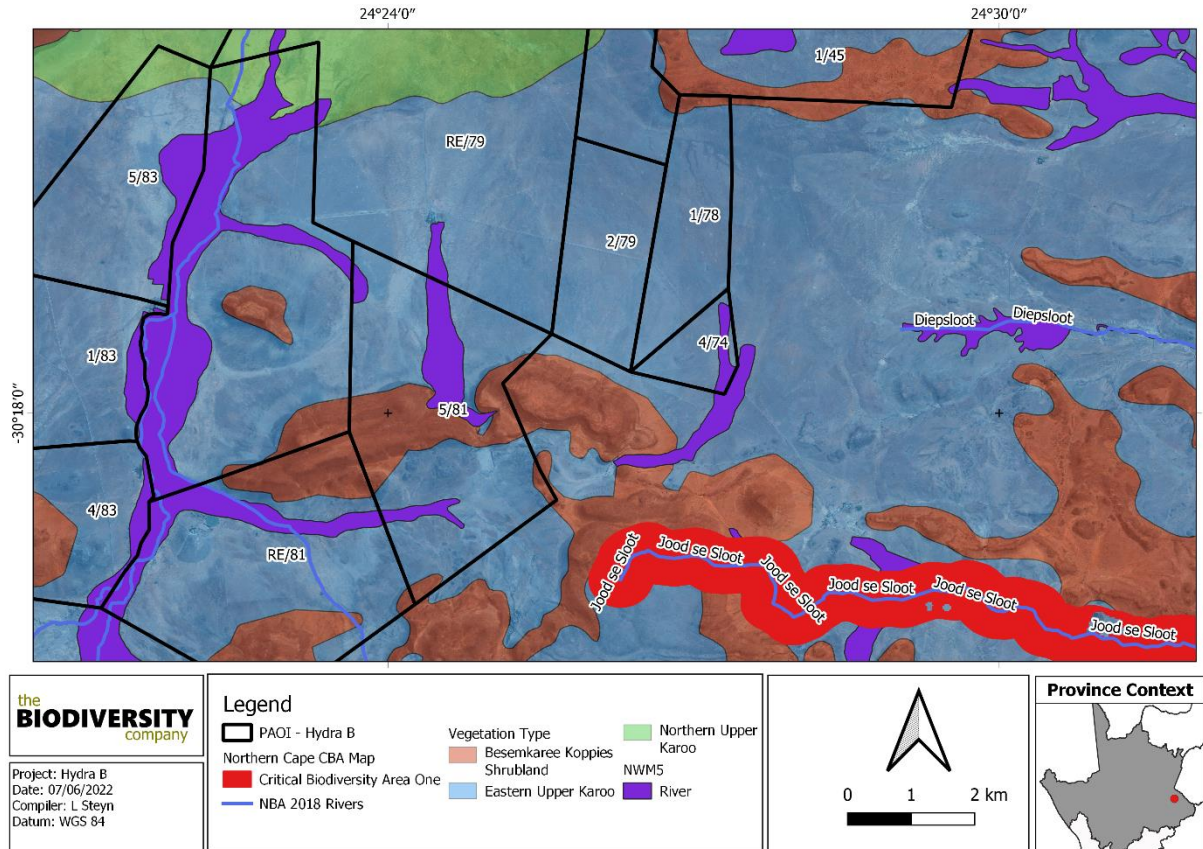 24°24'0"
24°30'0"
1/45
RE/79
5/83
1/78
2/79
Diepsloot
Diepsloot
4/74
1/83
-30°18'0"
5/81
4/83
RE/81
Jood se Sloot
Jood se Sloot
Jood se Sloot
Jood se Sloot
Jood se Sloot
Jood se Sloot
the
BIODIVERSITY
company
Project: Hydra B
Date: 07/06/2022
Compiler: L Steyn
Datum: WGS 84
Legend
PAOI - Hydra B
Northern Cape CBA Map
Critical Biodiversity Area One
NBA 2018 Rivers
Vegetation Type
Besemkaree Koppies
Shrubland
Eastern Upper Karoo
Northern Upper
Karoo
NWM5
River
0 1 2 km
Province Context